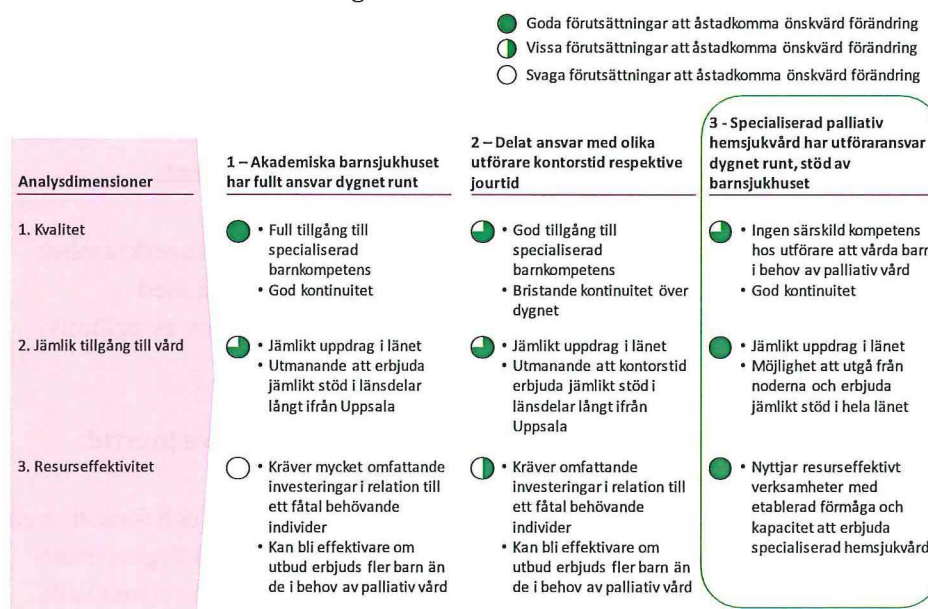 Goda förutsättningar att åstadkomma önskvärd förändring
Vissa förutsättningar att åstadkomma önskvärd förändring
Svaga förutsättningar att åstadkomma önskvärd förändring
Analysdimensioner
1 – Akademiska barnsjukhuset
har fullt ansvar dygnet runt
2 – Delat ansvar med olika
utförare kontorstid respektive
jourtid
3 - Specialiserad palliativ
hemsjukvård har utföraransvar
dygnet runt, stöd av
barnsjukhuset
1. Kvalitet
• Full tillgång till
specialiserad
barnkompetens
• God kontinuitet
• God tillgång till
specialiserad
barnkompetens
• Bristande kontinuitet över
dygnet
• Ingen särskild kompetens
hos utförare att vårda barn
i behov av palliativ vård
• God kontinuitet
2. Jämlik tillgång till vård
• Jämlikt uppdrag i länet
• Utmanande att erbjuda
jämlikt stöd i länsdelar
långt ifrån Uppsala
• Jämlikt uppdrag i länet
• Utmanande att kontorstid
erbjuda jämlikt stöd i
länsdelar långt ifrån
Uppsala
• Jämlikt uppdrag i länet
• Möjlighet att utgå från
noderna och erbjuda
jämlikt stöd i hela länet
3. Resurseffektivitet
• Kräver mycket omfattande
investeringar i relation till
ett fåtal behövande
individer
• Kan bli effektivare om
utbud erbjuds fler barn än
de i behov av palliativ vård
• Kräver omfattande
investeringar i relation till
ett fåtal behövande
individer
• Kan bli effektivare om
utbud erbjuds fler barn än
de i behov av palliativ vård
• Nyttjar resurseffektivt
verksamheter med
etablerad förmåga och
kapacitet att erbjuda
specialiserad hemsjukvård